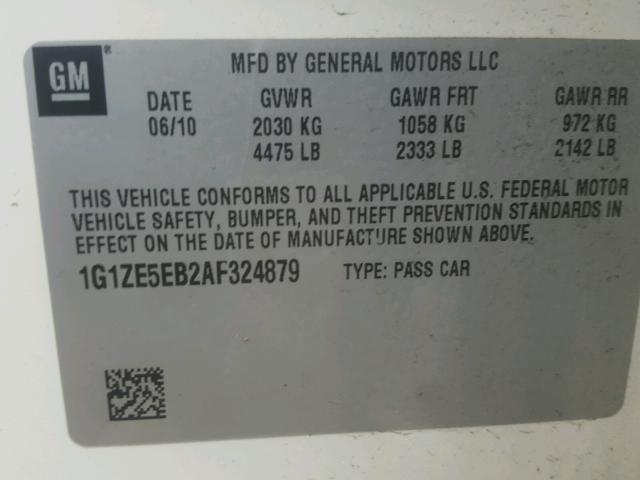 GM ®
MFD BY GENERAL MOTORS LLC
DATE GVWR GAWR FRT GAWR RR
06/10 2030 KG 1058 KG 972 KG
4475 LB 2333 LB 2142 LB
THIS VEHICLE CONFORMS TO ALL APPLICABLE U.S. FEDERAL MOTOR
VEHICLE SAFETY, BUMPER, AND THEFT PREVENTION STANDARDS IN
EFFECT ON THE DATE OF MANUFACTURE SHOWN ABOVE.
1G1ZE5EB2AF324879 TYPE: PASS CAR